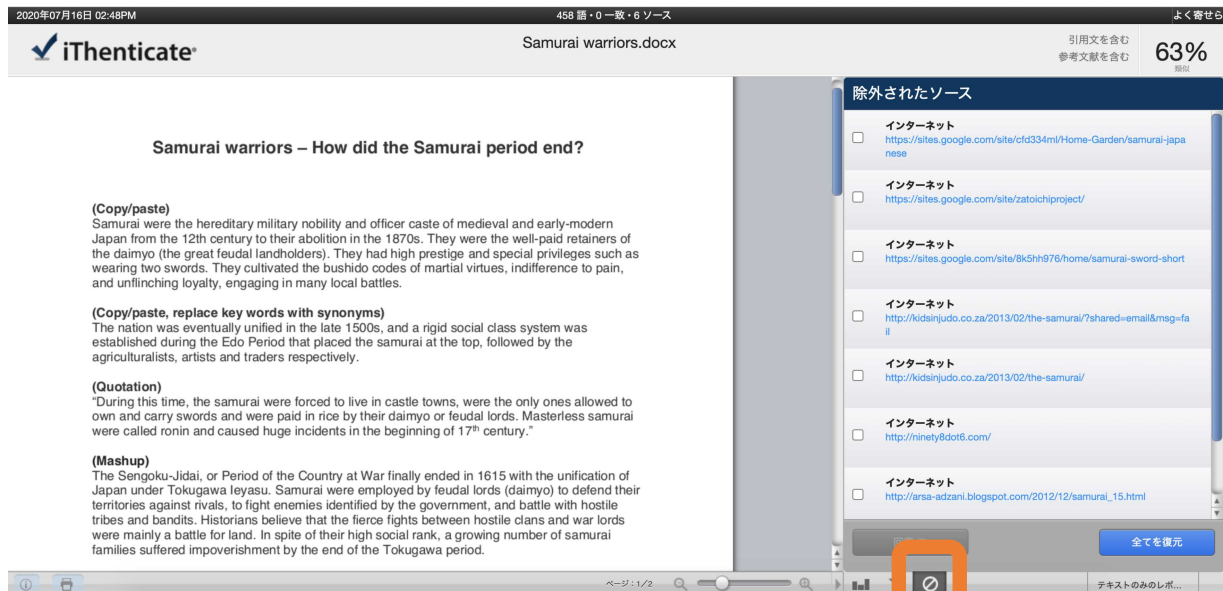 2020年07月16日 02:48PM
458 語・0 一致・6 ソース
よく寄せら
iThenticate
Samurai warriors.docx
引用文を含む
参考文献を含む
63%
類似
除外されたソース
Samurai warriors – How did the Samurai period end?
(Copy/paste)
Samurai were the hereditary military nobility and officer caste of medieval and early-modern
Japan from the 12th century to their abolition in the 1870s. They were the well-paid retainers of
the daimyo (the great feudal landholders). They had high prestige and special privileges such as
wearing two swords. They cultivated the bushido codes of martial virtues, indifference to pain,
and unflinching loyalty, engaging in many local battles.
(Copy/paste, replace key words with synonyms)
The nation was eventually unified in the late 1500s, and a rigid social class system was
established during the Edo Period that placed the samurai at the top, followed by the
agriculturalists, artists and traders respectively.
(Quotation)
“During this time, the samurai were forced to live in castle towns, were the only ones allowed to
own and carry swords and were paid in rice by their daimyo or feudal lords. Masterless samurai
were called ronin and caused huge incidents in the beginning of 17th century.”
(Mashup)
The Sengoku-Jidai, or Period of the Country at War finally ended in 1615 with the unification of
Japan under Tokugawa Ieyasu. Samurai were employed by feudal lords (daimyo) to defend their
territories against rivals, to fight enemies identified by the government, and battle with hostile
tribes and bandits. Historians believe that the fierce fights between hostile clans and war lords
were mainly a battle for land. In spite of their high social rank, a growing number of samurai
families suffered impoverishment by the end of the Tokugawa period.
インターネット
https://sites.google.com/site/cfd334ml/Home-Garden/samurai-japa
nese
インターネット
https://sites.google.com/site/zatoichiproject/
インターネット
https://sites.google.com/site/8k5hh976/home/samurai-sword-short
インターネット
http://kidsinjudo.co.za/2013/02/the-samurai/?shared=email&msg=fa
il
インターネット
http://kidsinjudo.co.za/2013/02/the-samurai/
インターネット
http://ninety8dot6.com/
インターネット
http://arsa-adzani.blogspot.com/2012/12/samurai_15.html
全てを復元
ページ: 1/2
テキストのみのレポ...